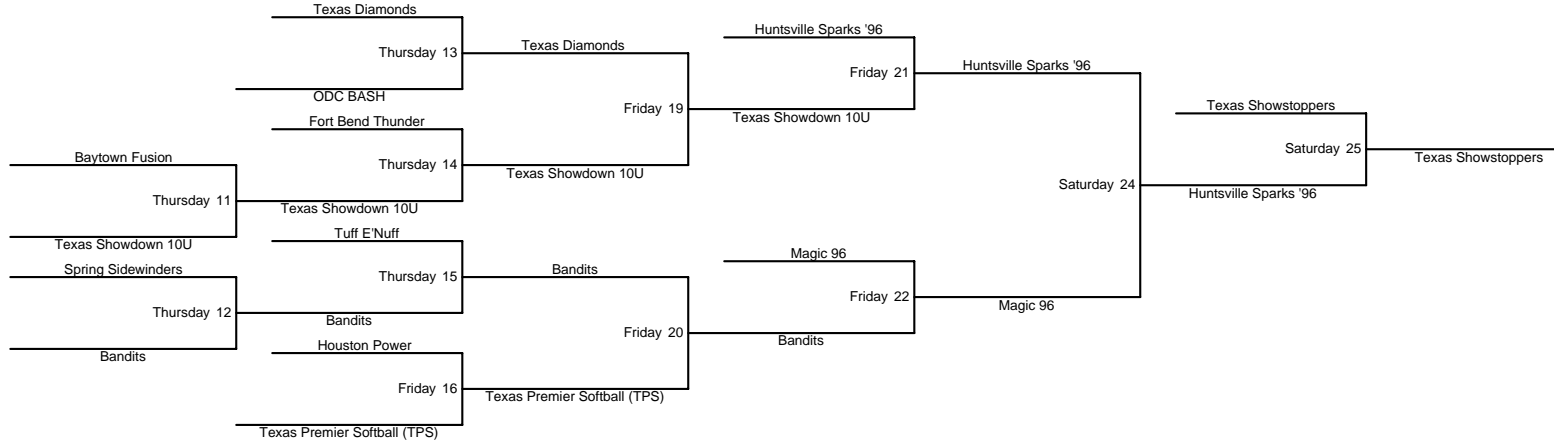 Texas Diamonds
Huntsville Sparks '96
Thursday 13
Texas Diamonds
Friday 21
Huntsville Sparks '96
ODC BASH
Friday 19
Texas Showstoppers
Fort Bend Thunder
Texas Showdown 10U
Saturday 25
Texas Showstoppers
Baytown Fusion
Thursday 14
Texas Showdown 10U
Saturday 24
Huntsville Sparks '96
Thursday 11
Texas Showdown 10U
Texas Showdown 10U
Tuff E'Nuff
Magic 96
Spring Sidewinders
Thursday 15
Bandits
Friday 22
Magic 96
Thursday 12
Bandits
Friday 20
Bandits
Bandits
Houston Power
Friday 16
Texas Premier Softball (TPS)
Texas Premier Softball (TPS)